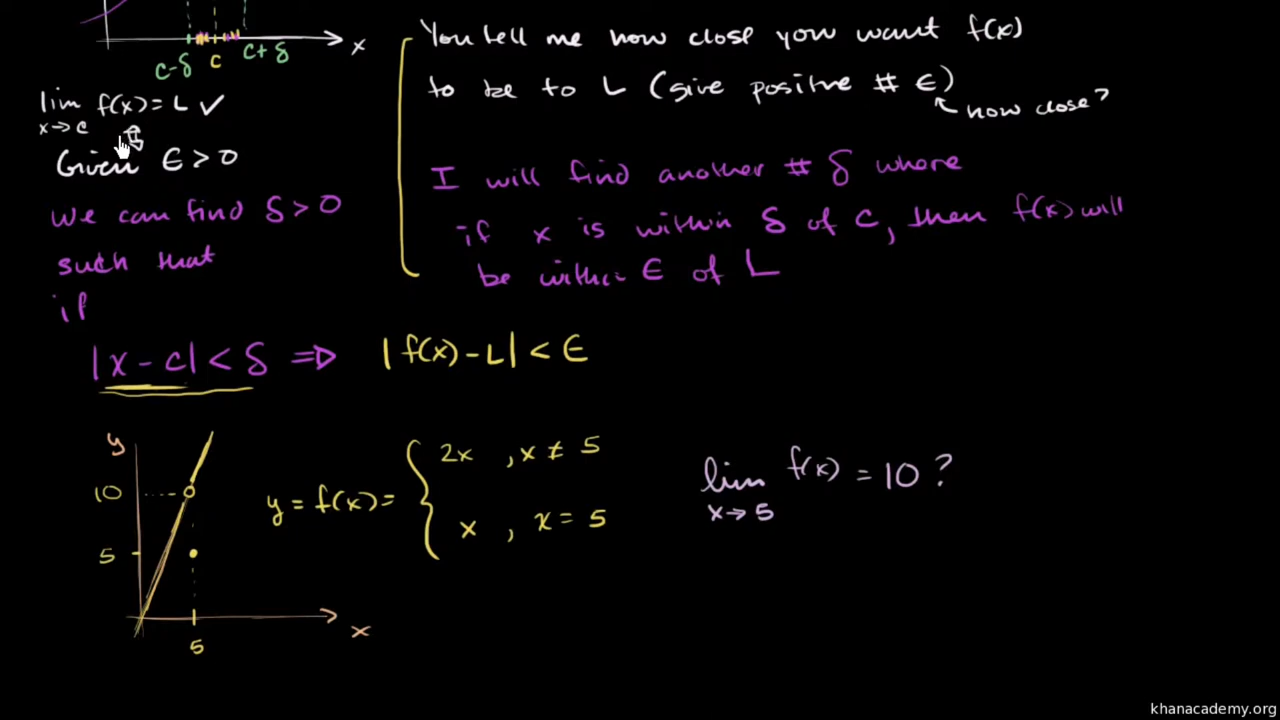 x
c-δ c c+δ
lim f(x) = L ✓
x→c
Given ϵ > 0
We can find δ > 0
such that
if
|x - c| < δ ⇒ |f(x) - L| < ϵ
You tell me how close you want f(x)
to be to L (give positive # ϵ)
how close?
I will find another # δ where
if x is within δ of c, then f(x) will
be within ϵ of L
y
10
5
5
x
y = f(x) = { 2x , x ≠ 5
x , x = 5
lim f(x) = 10 ?
x→5
khanacademy.org